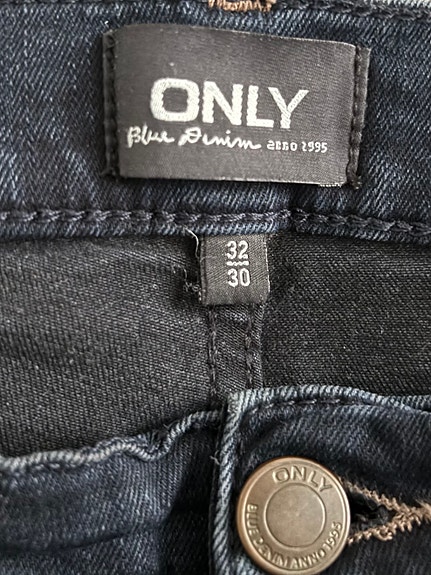 ONLY
Blue Denim anno 1995
32
30
ONLY
BLUE DENIM ANNO 1995